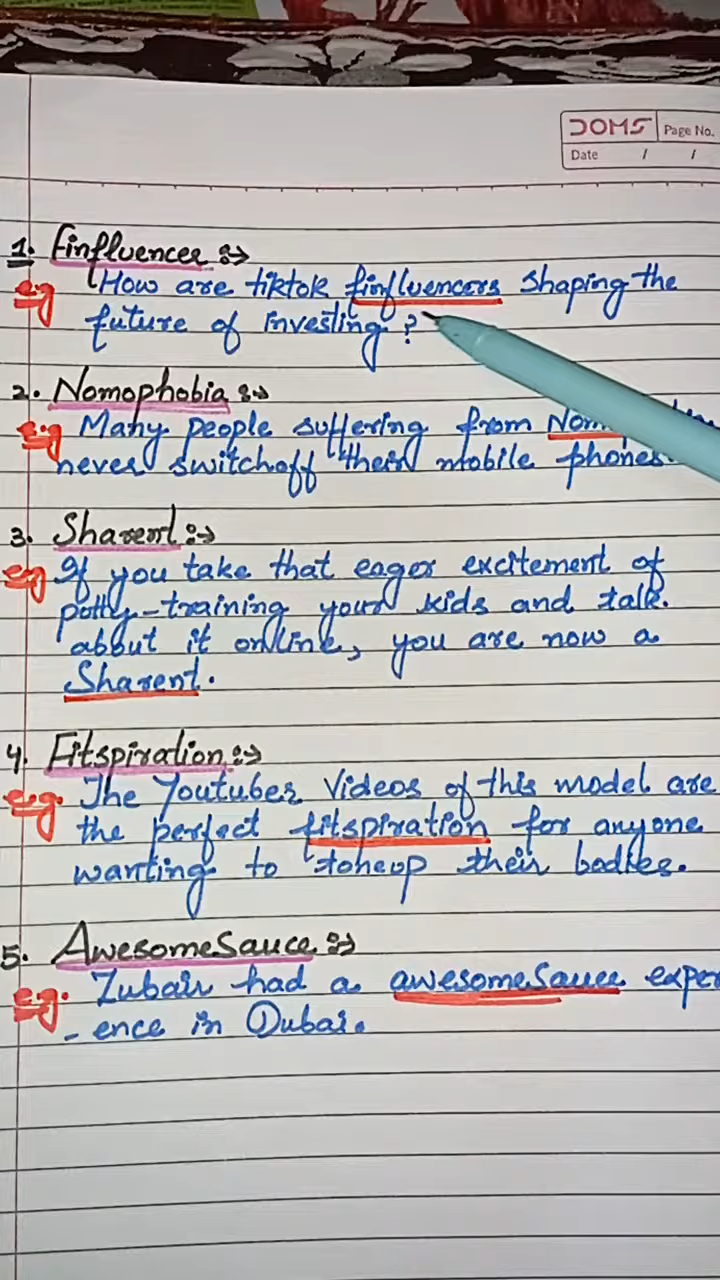 DOMS Page No.
Date / /
1. Finfluencer :→
eg How are tiktok finfluencers shaping the
future of investing?
2. Nomophobia :→
eg Many people suffering from Nom
never switchoff their mobile phones
3. Sharent :→
eg If you take that eager excitement of
potty-training your kids and talk
about it online, you are now a
Sharent.
4. Fitspiration :→
e.g. The Youtuber Videos of this model are
the perfect fitspiration for anyone
wanting to their bodies.
5. AwesomeSauce :→
eg. Zubair had a awesomeSauce exper
-ence in Dubai.